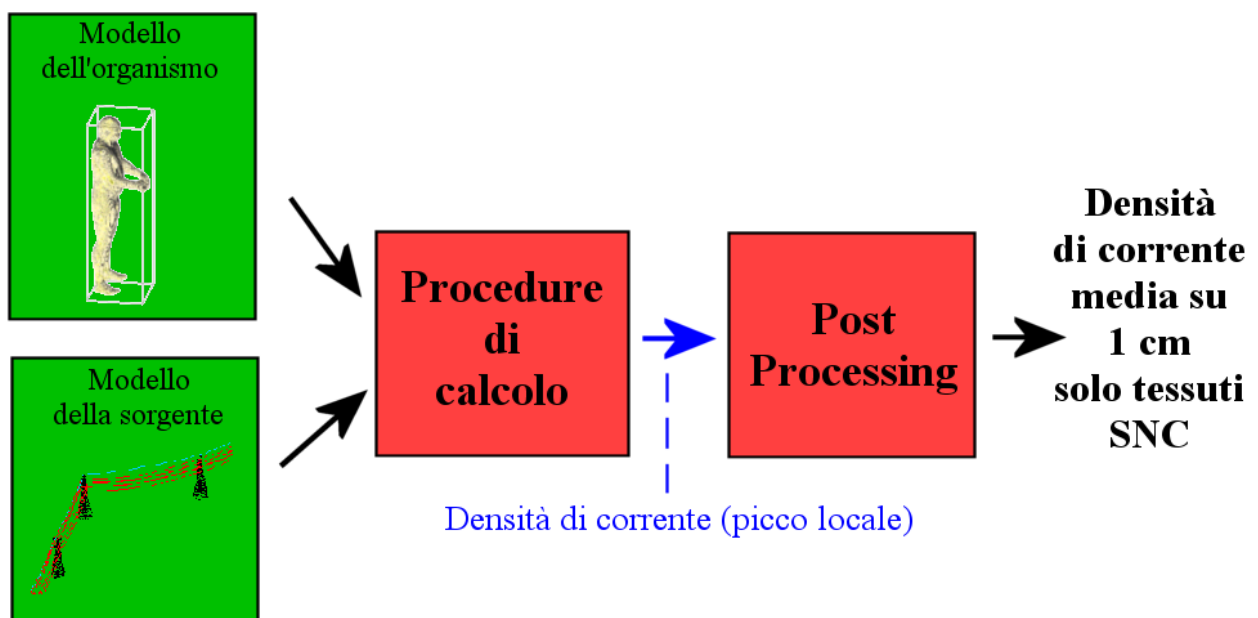 Modello
dell'organismo
Modello
della sorgente
Procedure
di
calcolo
Densità di corrente (picco locale)
Post
Processing
Densità
di corrente
media su
1 cm
solo tessuti
SNC